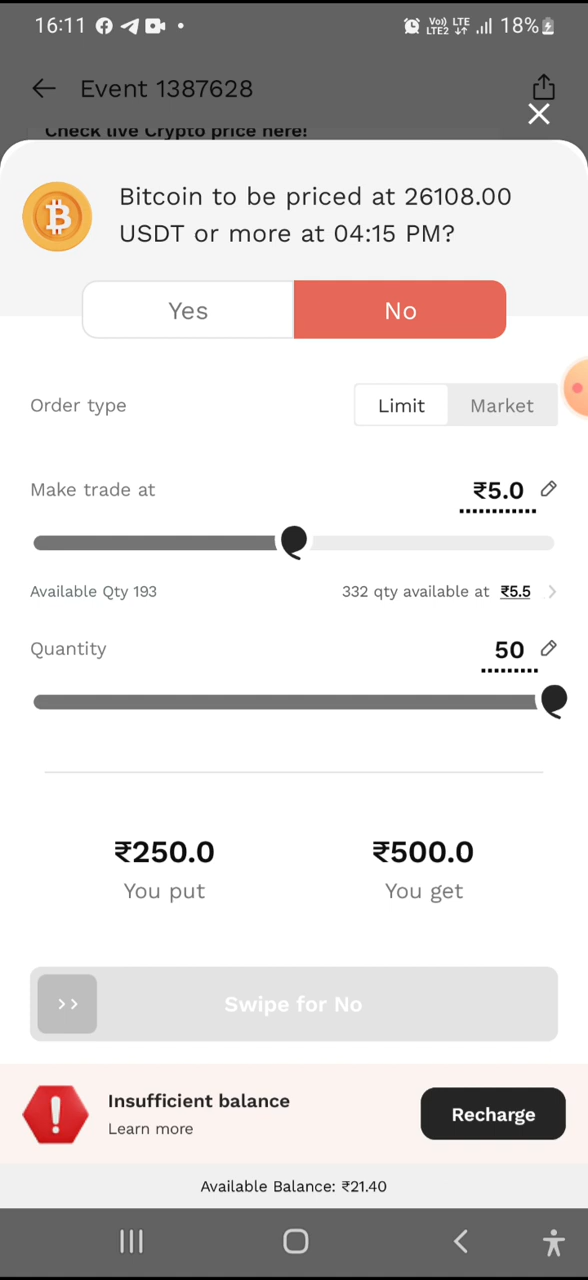 16:11
Vo)) LTE
LTE2
18%
Event 1387628
Check live Crypto price here!
Bitcoin to be priced at 26108.00
USDT or more at 04:15 PM?
Yes No
Order type Limit Market
Make trade at ₹5.0
Available Qty 193 332 qty available at ₹5.5
Quantity 50
₹250.0 ₹500.0
You put You get
Swipe for No
Insufficient balance
Learn more
Recharge
Available Balance: ₹21.40